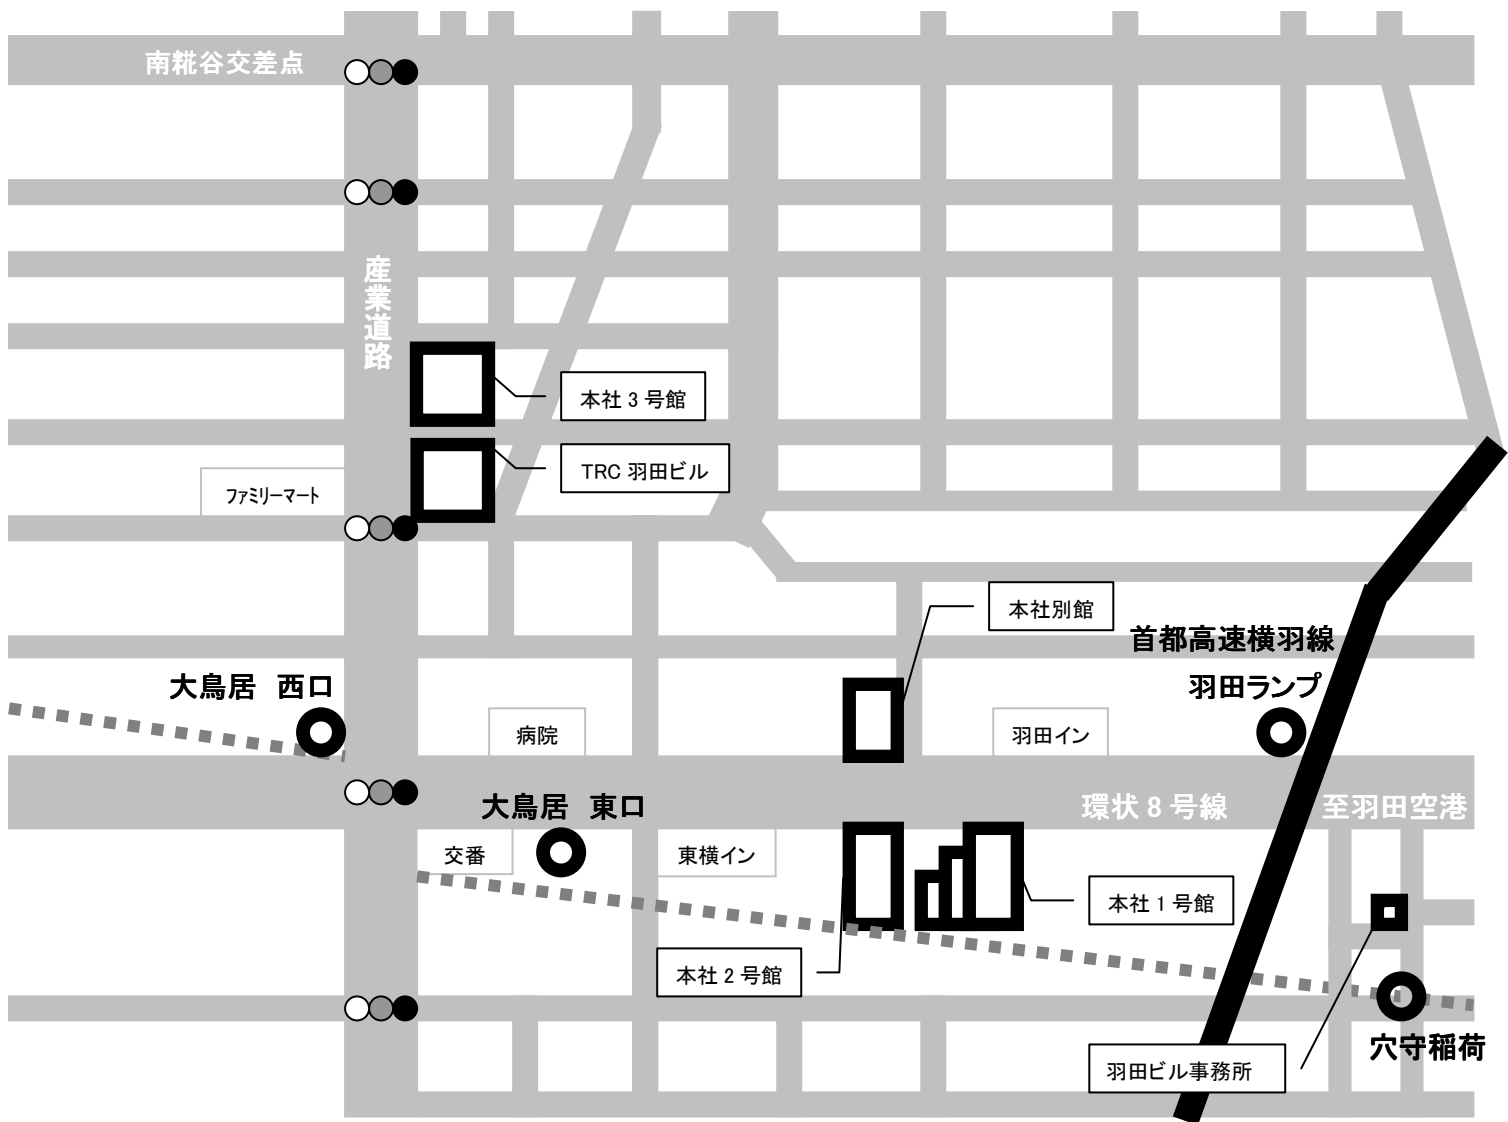 南糀谷交差点
産業道路
本社3号館
TRC 羽田ビル
ファミリーマート
本社別館
首都高速横羽線
羽田ランプ
大鳥居 西口
病院
羽田イン
大鳥居 東口
環状8号線
至羽田空港
交番
東横イン
本社1号館
本社2号館
穴守稲荷
羽田ビル事務所